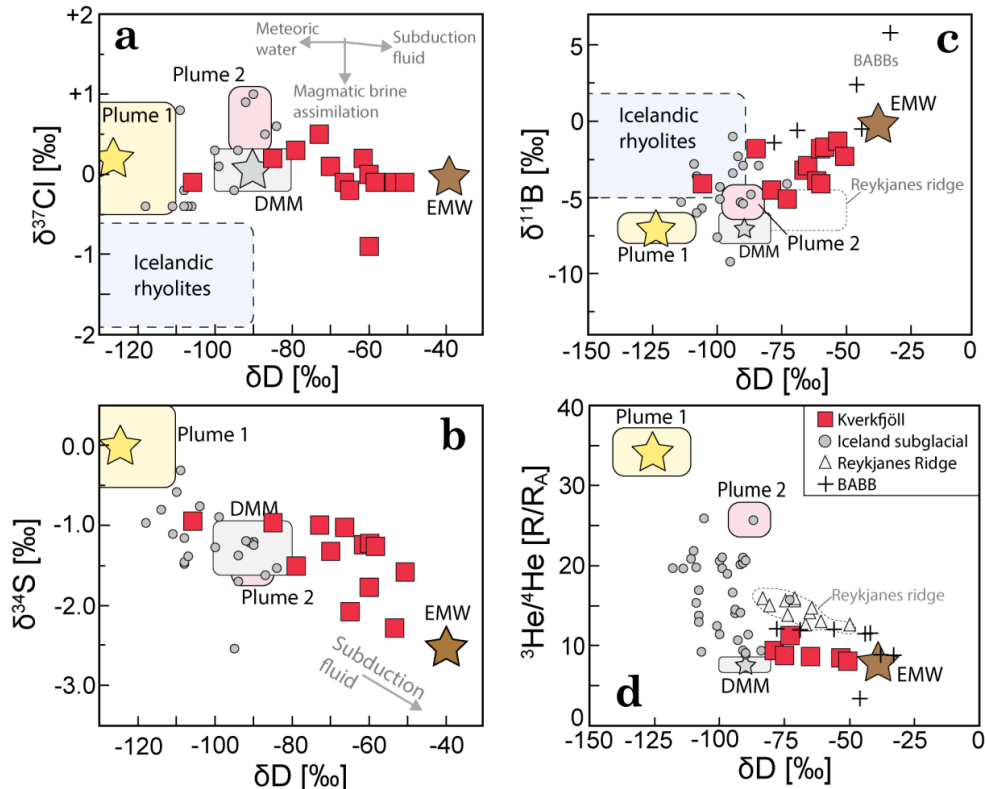 a
Meteoric
water
Subduction
fluid
Magmatic brine
assimilation
Plume 2
Plume 1
DMM
EMW
Icelandic
rhyolites
+2
+1
0
-1
-2
δ³⁷Cl [‰]
-120
-100
-80
-60
-40
δD [‰]
c
BABBs
EMW
Icelandic
rhyolites
Reykjanes ridge
Plume 1
DMM
Plume 2
5
0
-5
-10
δ¹¹B [‰]
-150
-125
-100
-75
-50
-25
0
δD [‰]
b
Plume 1
DMM
Plume 2
EMW
Subduction
fluid
0.0
-1.0
-2.0
-3.0
δ³⁴S [‰]
-120
-100
-80
-60
-40
δD [‰]
Plume 1
Kverkfjöll
Iceland subglacial
Reykjanes Ridge
BABB
Plume 2
Reykjanes ridge
DMM
EMW
d
40
30
20
10
0
³He/⁴He [R/R_A]
-150
-125
-100
-75
-50
-25
0
δD [‰]